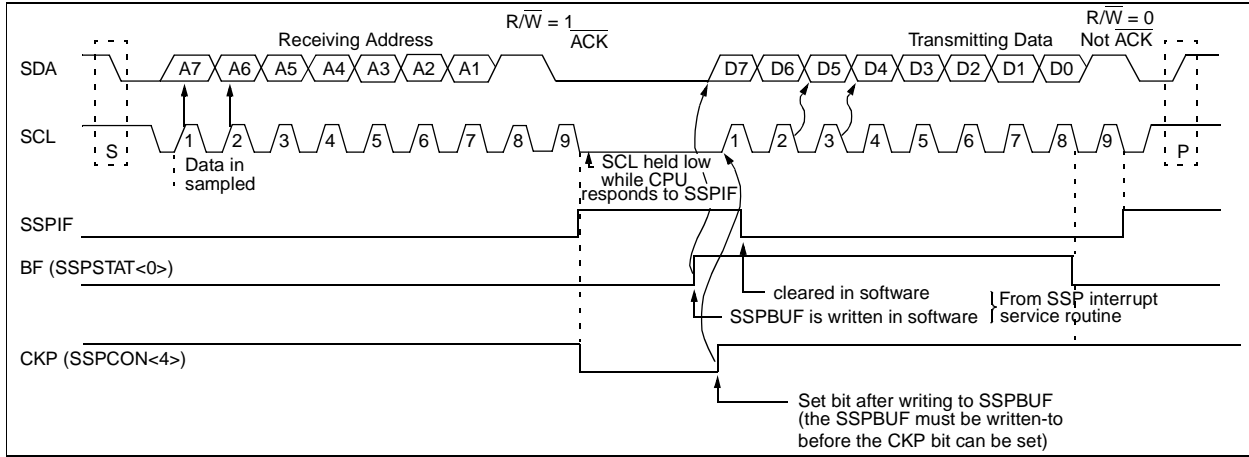 R/W = 1
ACK
R/W = 0
Not ACK
Receiving Address
Transmitting Data
SDA
A7 A6 A5 A4 A3 A2 A1
D7 D6 D5 D4 D3 D2 D1 D0
SCL
1 2 3 4 5 6 7 8 9
1 2 3 4 5 6 7 8 9
S
P
Data in
sampled
SCL held low
while CPU
responds to SSPIF
SSPIF
BF (SSPSTAT<0>)
cleared in software
SSPBUF is written in software
From SSP interrupt
service routine
CKP (SSPCON<4>)
Set bit after writing to SSPBUF
(the SSPBUF must be written-to
before the CKP bit can be set)